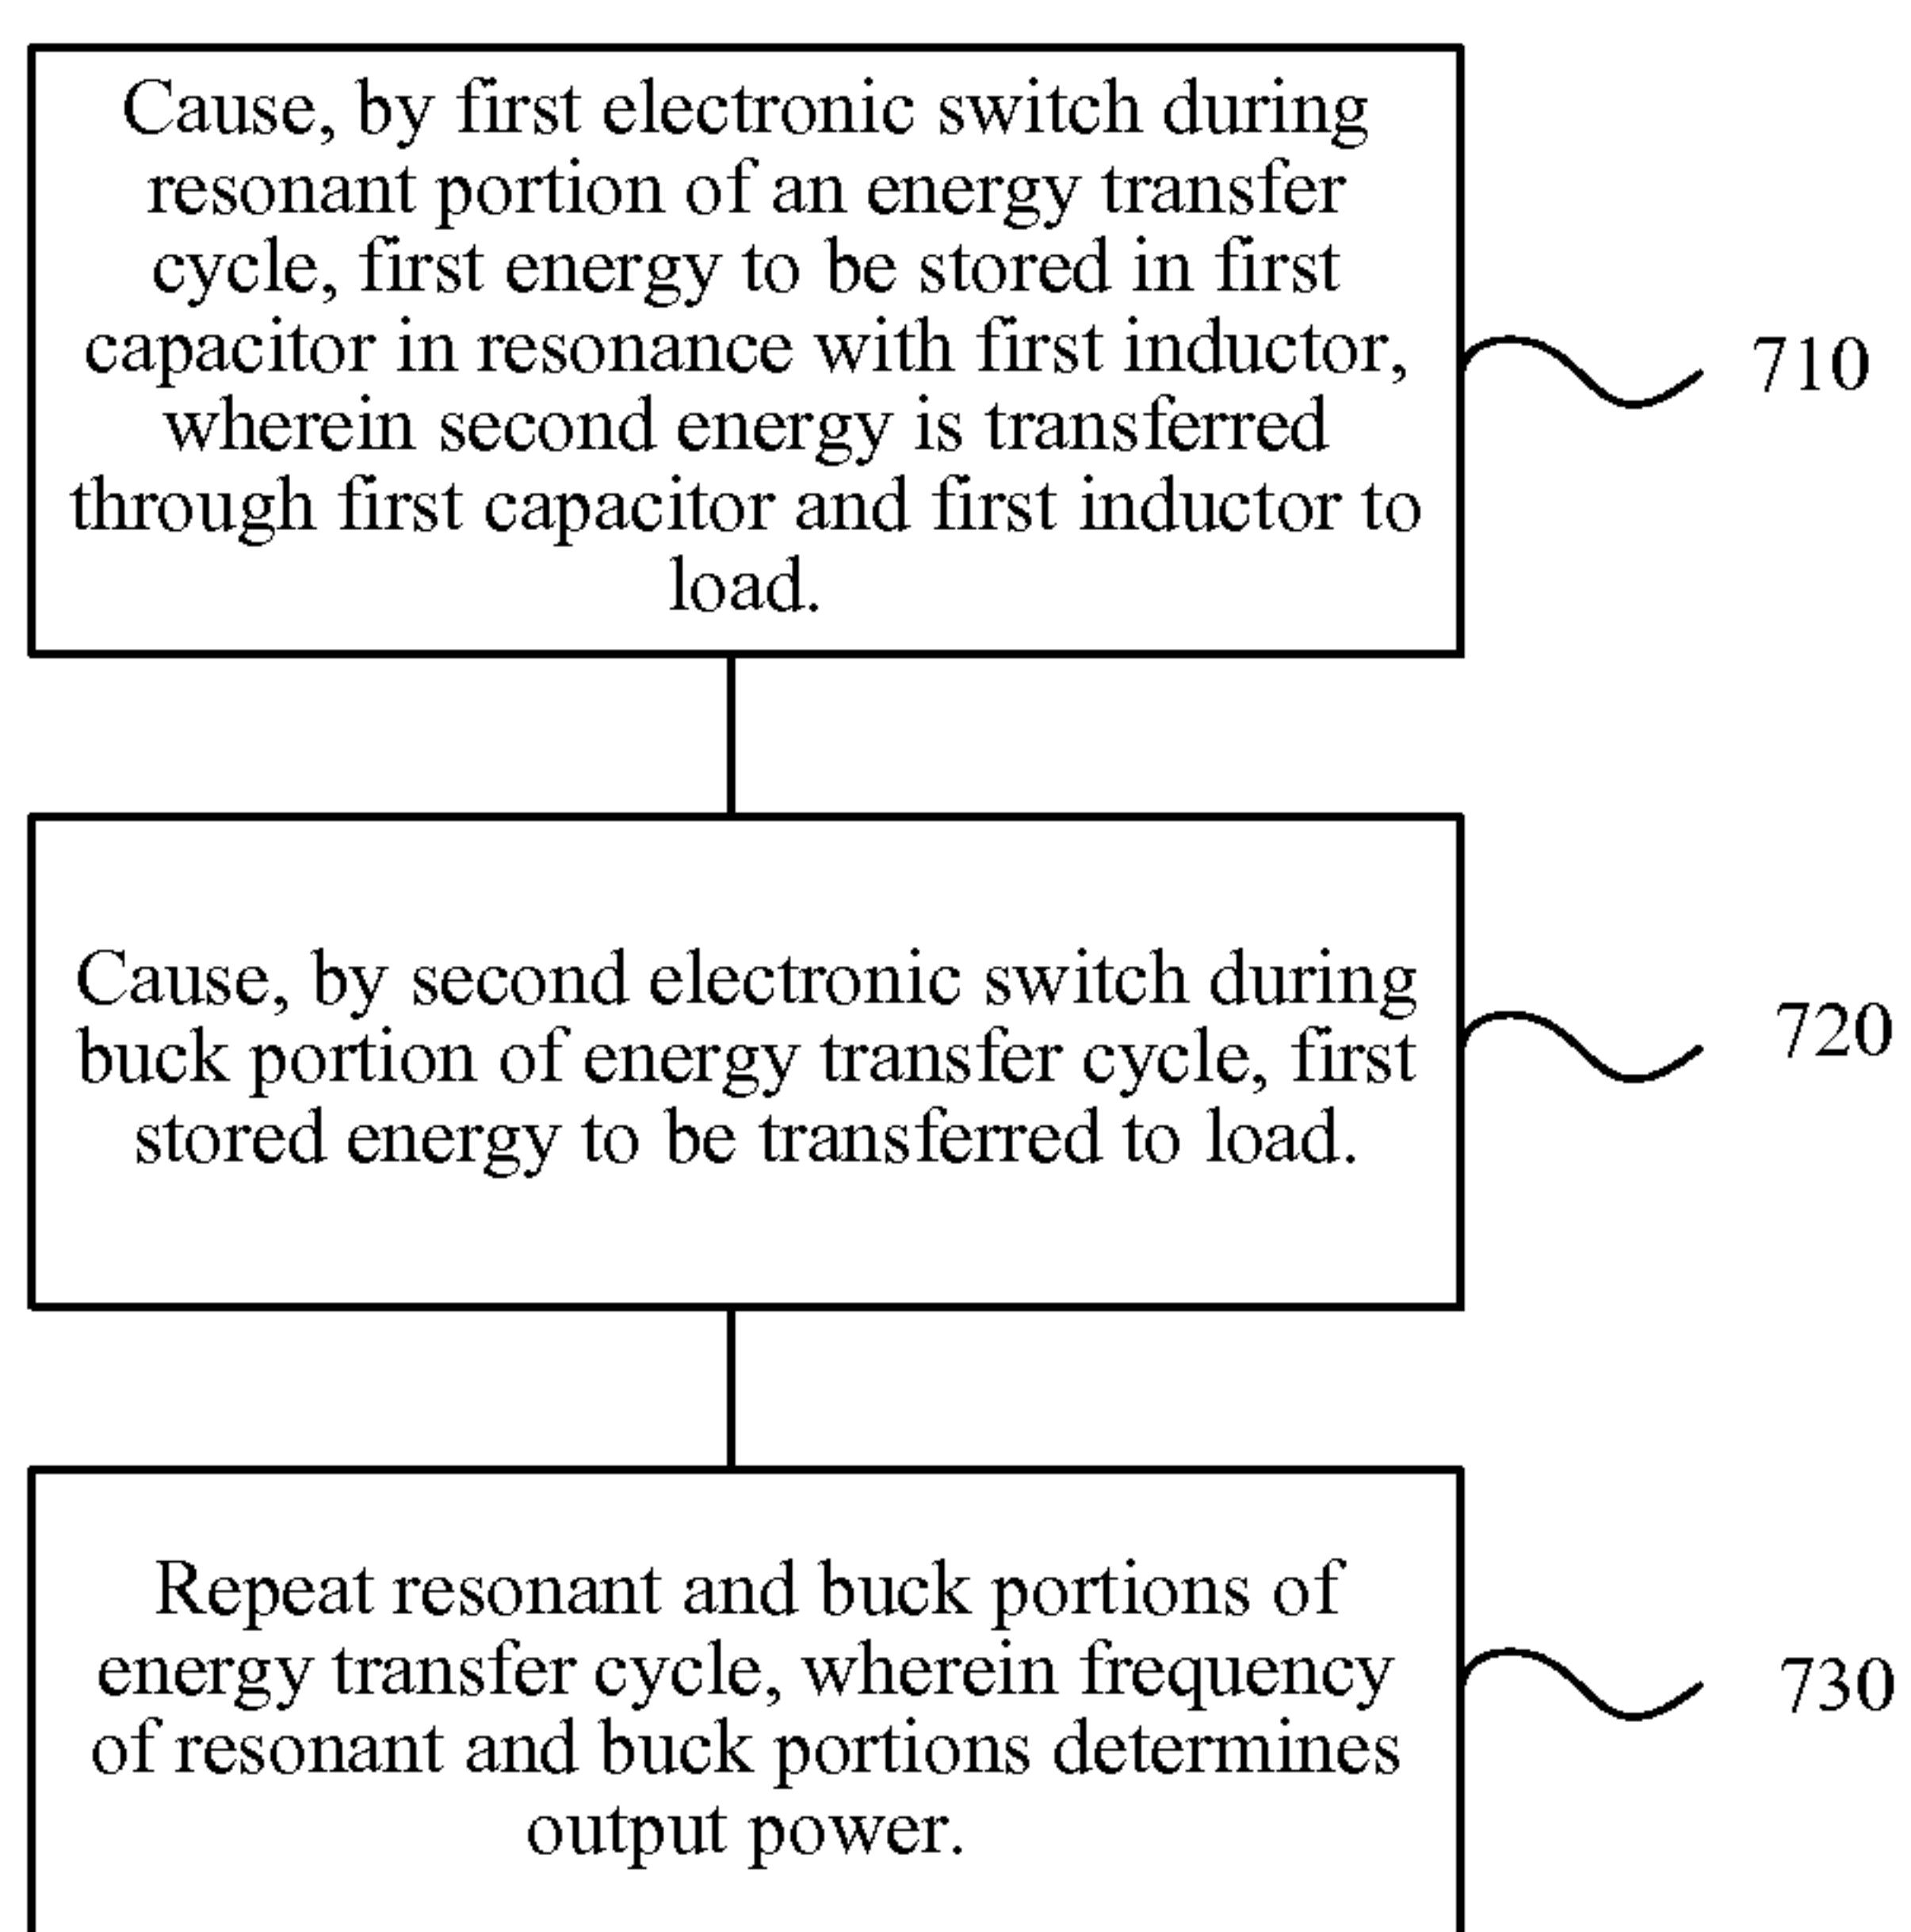 Cause, by first electronic switch during
resonant portion of an energy transfer
cycle, first energy to be stored in first
capacitor in resonance with first inductor,
wherein second energy is transferred
through first capacitor and first inductor to
load.
710
Cause, by second electronic switch during
buck portion of energy transfer cycle, first
stored energy to be transferred to load.
720
Repeat resonant and buck portions of
energy transfer cycle, wherein frequency
of resonant and buck portions determines
output power.
730